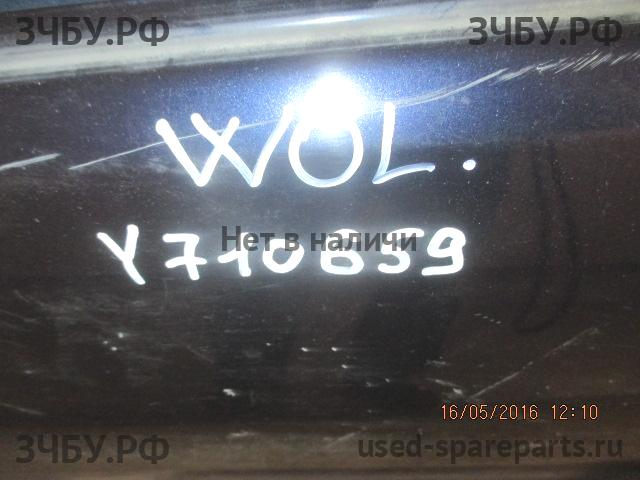 ЗЧБУ.РФ ЗЧБУ.РФ
WOL.
Нет в наличи
Y710859
16/05/2016 12:10
ЗЧБУ.РФ used-spareparts.ru